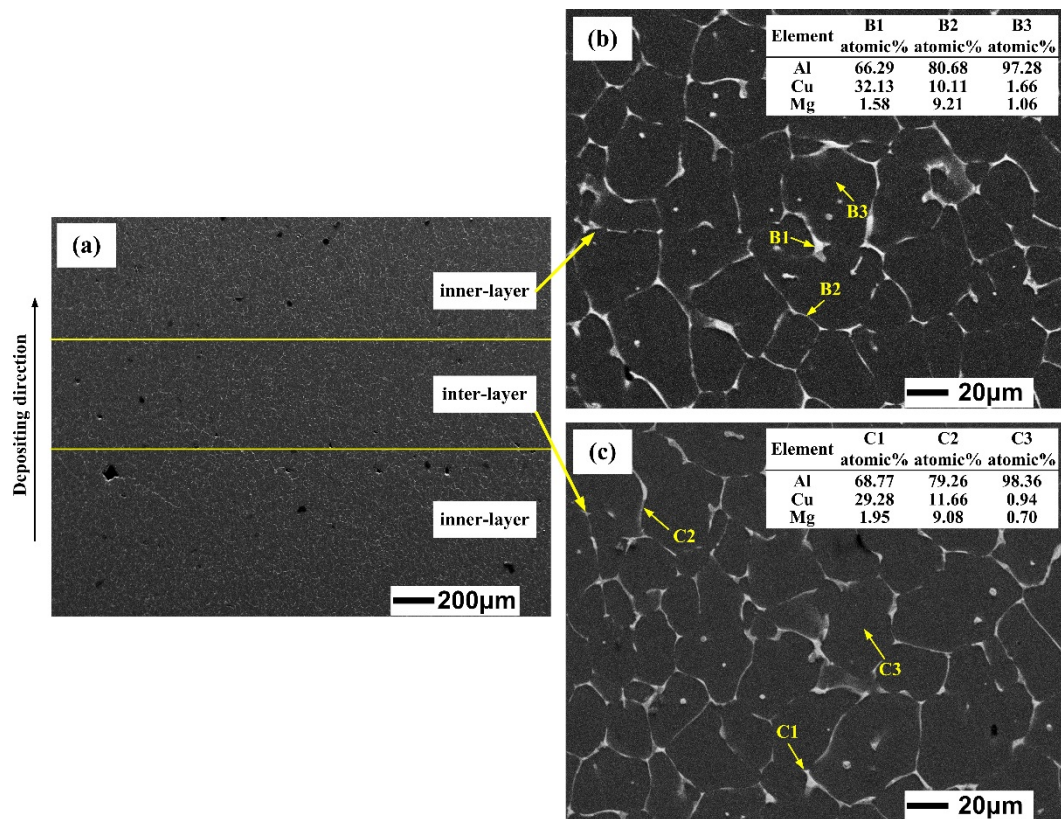 (a)
Depositing direction
inner-layer
inter-layer
inner-layer
200μm
(b)
Element B1 B2 B3
atomic% atomic% atomic%
Al 66.29 80.68 97.28
Cu 32.13 10.11 1.66
Mg 1.58 9.21 1.06
B3
B1
B2
20μm
(c)
Element C1 C2 C3
atomic% atomic% atomic%
Al 68.77 79.26 98.36
Cu 29.28 11.66 0.94
Mg 1.95 9.08 0.70
C2
C3
C1
20μm